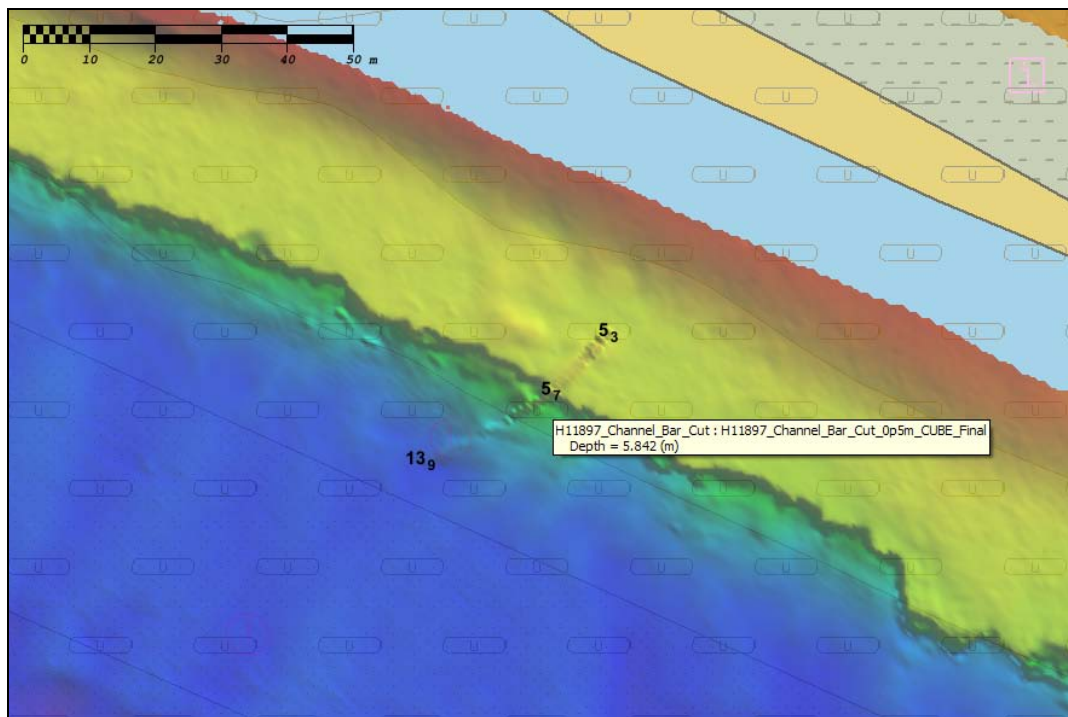 0 10 20 30 40 50 m
U U U U U U U U U
U U U U U U U U
U U U U U U U U
U U U U U U U U U
U U U U U U U U
5₃
5₇
H11897_Channel_Bar_Cut : H11897_Channel_Bar_Cut_0p5m_CUBE_Final
Depth = 5.842 (m)
13₉
U U U U U U U U U
U U U U U U U U
U U U U U U U U